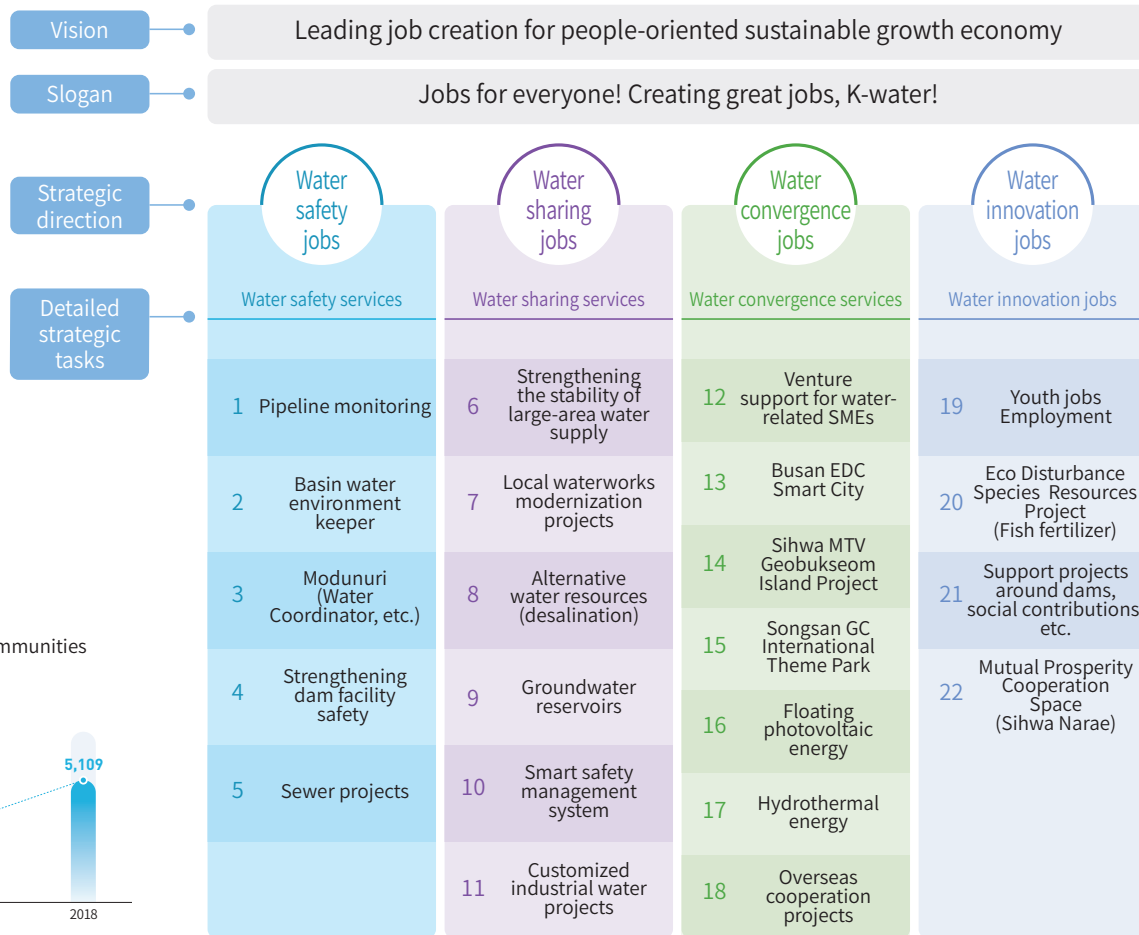 Vision
Leading job creation for people-oriented sustainable growth economy
Slogan
Jobs for everyone! Creating great jobs, K-water!
Strategic
direction
Water
safety
jobs
Water
sharing
jobs
Water
convergence
jobs
Water
innovation
jobs
Detailed
strategic
tasks
Water safety services
1 Pipeline monitoring
2 Basin water
environment
keeper
3 Modunuri
(Water
Coordinator, etc.)
4 Strengthening
dam facility
safety
5 Sewer projects
Water sharing services
6 Strengthening
the stability of
large-area water
supply
7 Local waterworks
modernization
projects
8 Alternative
water resources
(desalination)
9 Groundwater
reservoirs
10 Smart safety
management
system
11 Customized
industrial water
projects
Water convergence services
12 Venture
support for water-
related SMEs
13 Busan EDC
Smart City
14 Sihwa MTV
Geobukseom
Island Project
15 Songsan GC
International
Theme Park
16 Floating
photovoltaic
energy
17 Hydrothermal
energy
18 Overseas
cooperation
projects
Water innovation jobs
19 Youth jobs
Employment
20 Eco Disturbance
Species Resources
Project
(Fish fertilizer)
21 Support projects
around dams,
social contributions
etc.
22 Mutual Prosperity
Cooperation
Space
(Sihwa Narae)
mmunities
5,109
2018